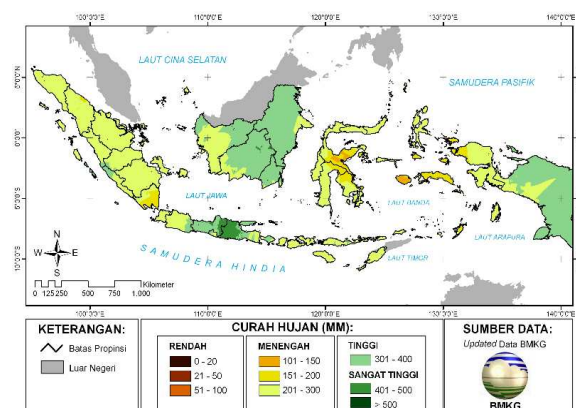 100°0'0"E 110°0'0"E 120°0'0"E 130°0'0"E 140°0'0"E
LAUT CINA SELATAN
SAMUDERA PASIFIK
LAUT JAWA
LAUT BANDA
LAUT ARAPURA
LAUT TIMOR
SAMUDERA HINDIA
N
W E
S
Kilometer
0 125 250 500 750 1.000
KETERANGAN:
Batas Propinsi
Luar Negeri
CURAH HUJAN (MM):
RENDAH
0 - 20
21 - 50
51 - 100
MENENGAH
101 - 150
151 - 200
201 - 300
TINGGI
301 - 400
SANGAT TINGGI
401 - 500
> 500
SUMBER DATA:
Updated Data BMKG
BMKG